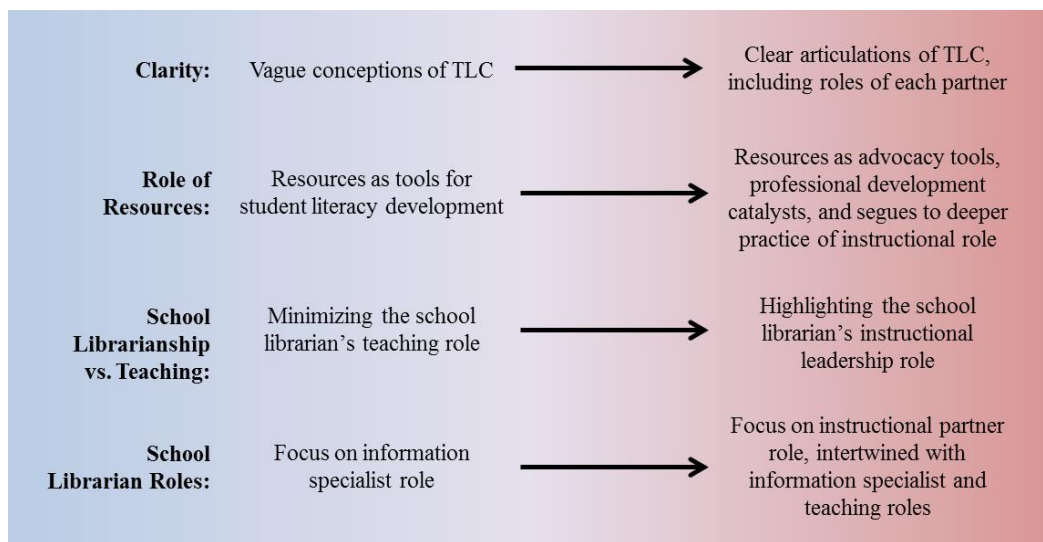 Clarity:
Vague conceptions of TLC
Clear articulations of TLC,
including roles of each partner
Role of
Resources:
Resources as tools for
student literacy development
Resources as advocacy tools,
professional development
catalysts, and segues to deeper
practice of instructional role
School
Librarianship
vs. Teaching:
Minimizing the school
librarian’s teaching role
Highlighting the school
librarian’s instructional
leadership role
School
Librarian Roles:
Focus on information
specialist role
Focus on instructional partner
role, intertwined with
information specialist and
teaching roles